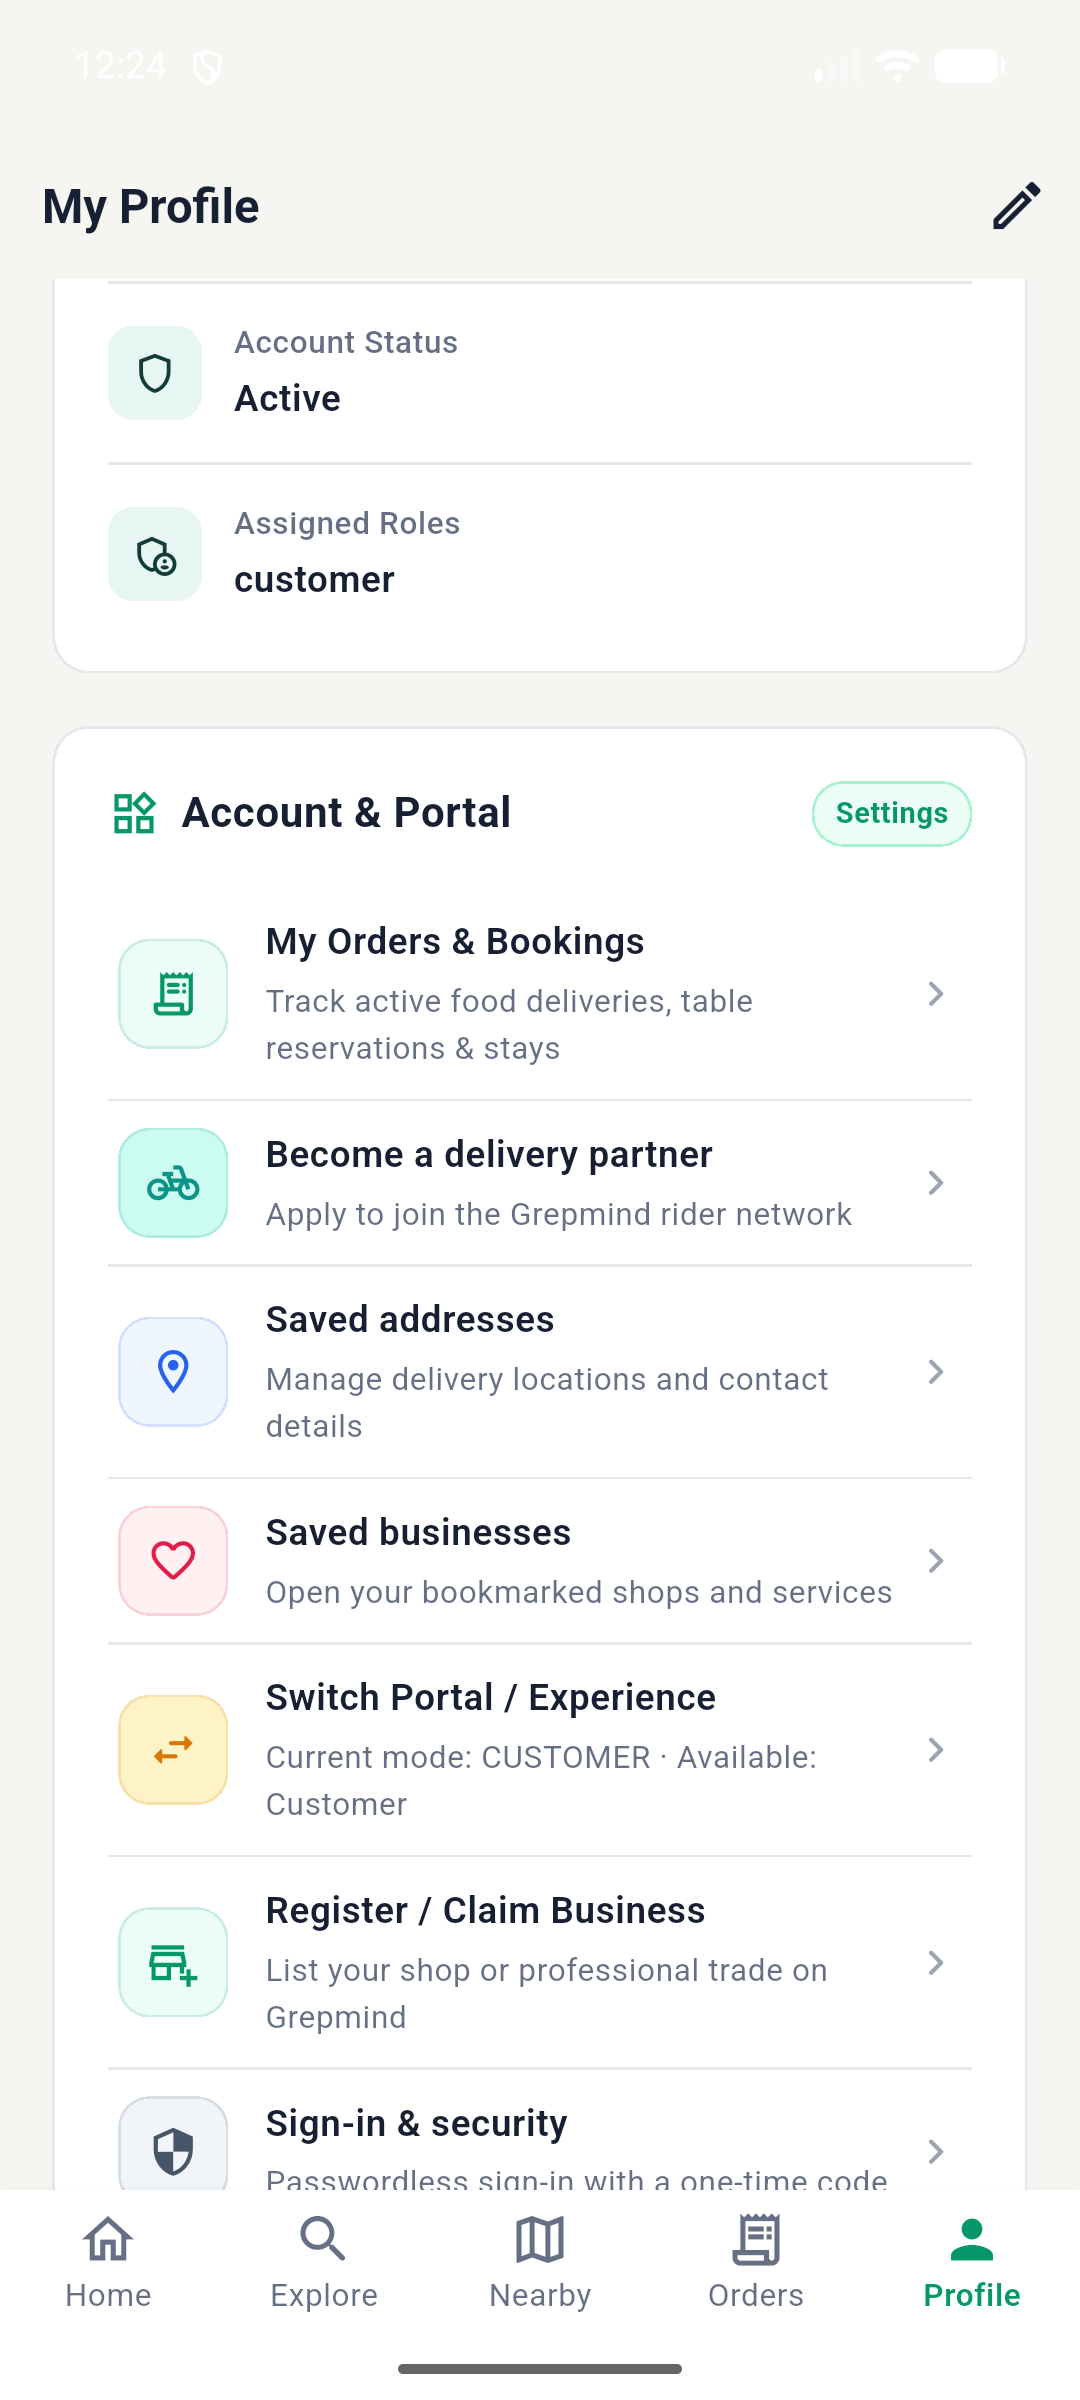 12:24
My Profile
Account Status
Active
Assigned Roles
customer
Account & Portal
Settings
My Orders & Bookings
Track active food deliveries, table
reservations & stays
Become a delivery partner
Apply to join the Grepmind rider network
Saved addresses
Manage delivery locations and contact
details
Saved businesses
Open your bookmarked shops and services
Switch Portal / Experience
Current mode: CUSTOMER · Available:
Customer
Register / Claim Business
List your shop or professional trade on
Grepmind
Sign-in & security
Passwordless sign-in with a one-time code
Home
Explore
Nearby
Orders
Profile